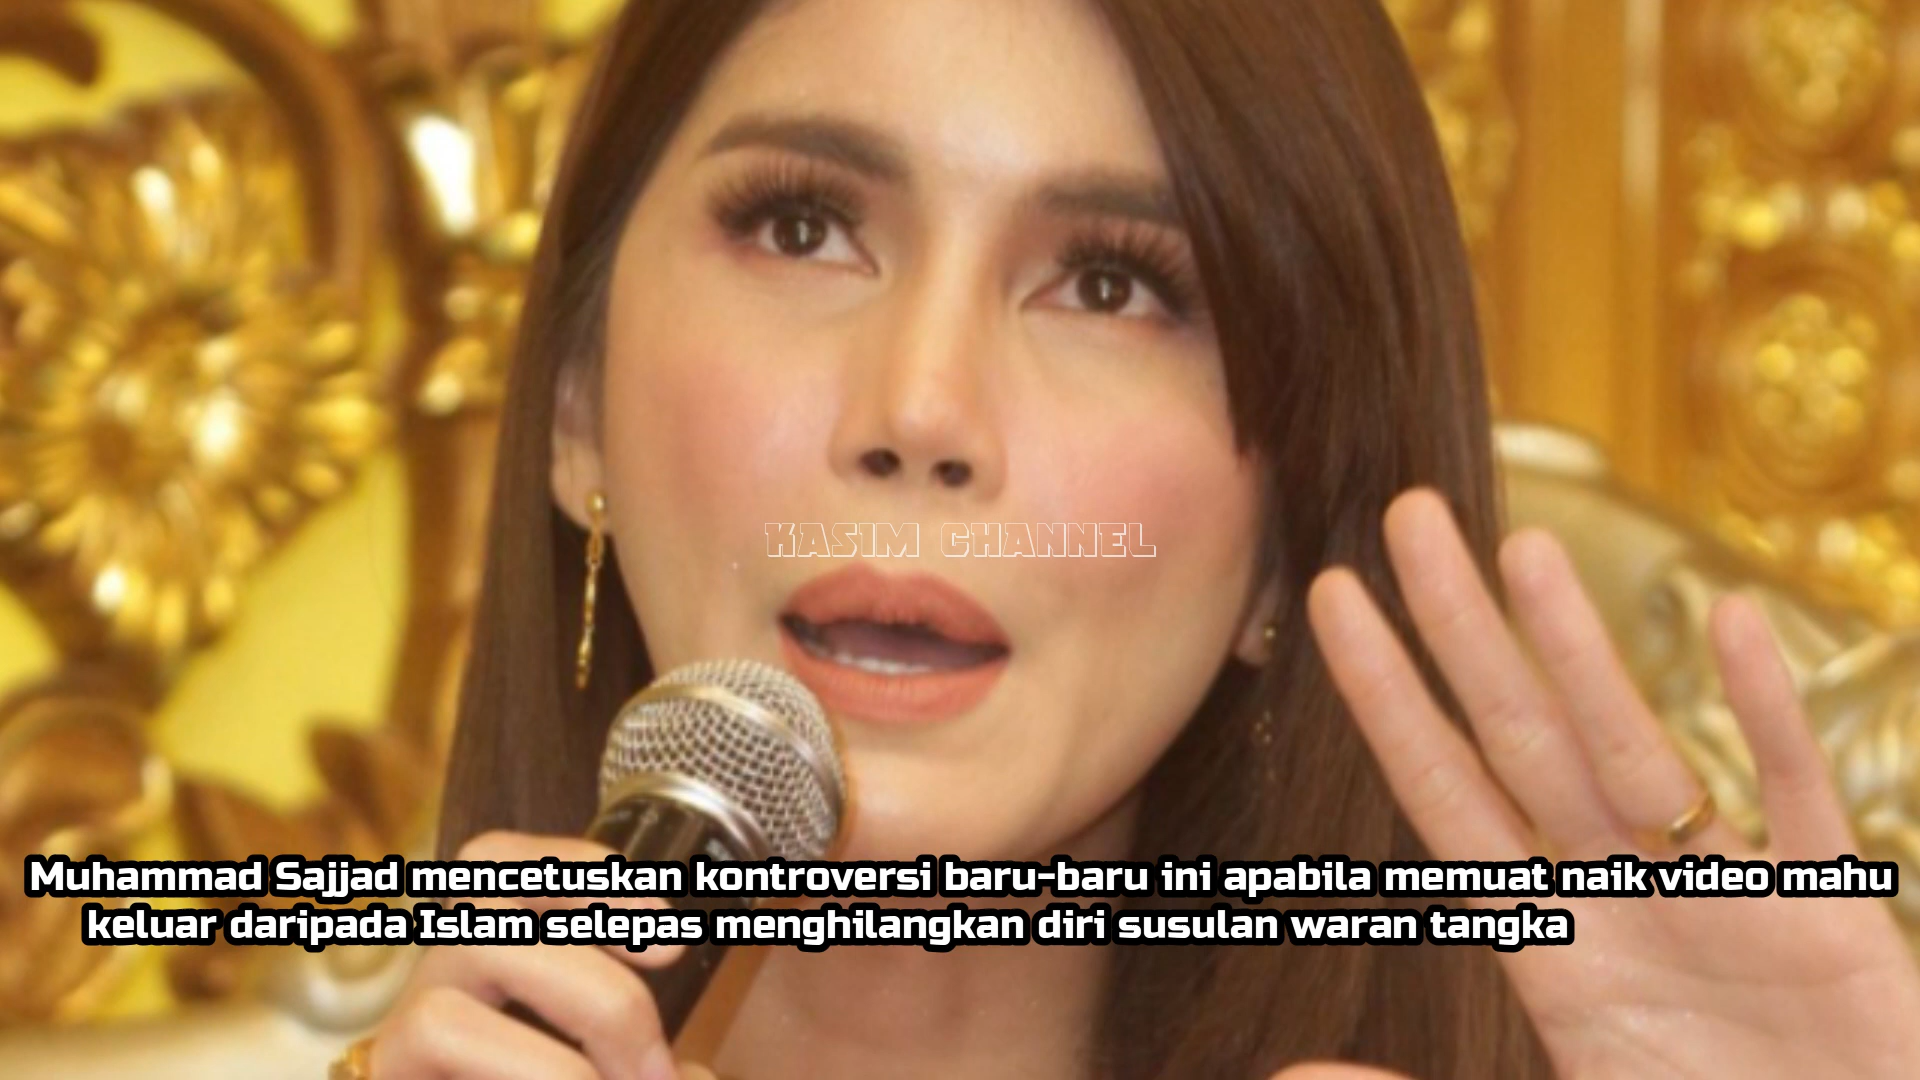 KASIM CHANNEL
Muhammad Sajjad mencetuskan kontroversi baru-baru ini apabila memuat naik video mahu
keluar daripada Islam selepas menghilangkan diri susulan waran tangka